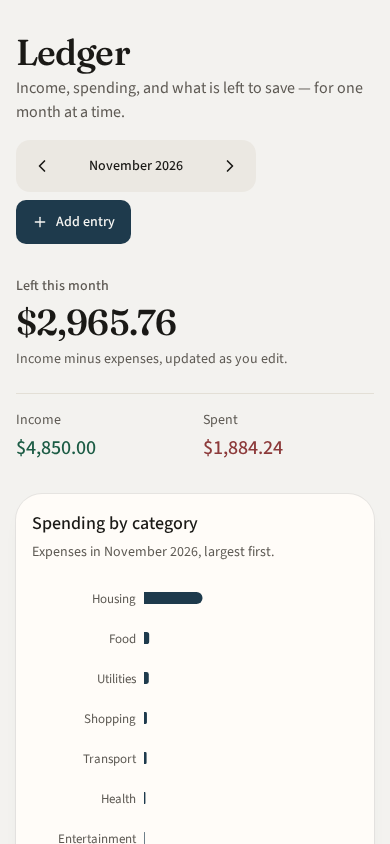 Ledger
Income, spending, and what is left to save — for one
month at a time.
November 2026
Add entry
Left this month
$2,965.76
Income minus expenses, updated as you edit.
Income
Spent
$4,850.00
$1,884.24
Spending by category
Expenses in November 2026, largest first.
Housing
Food
Utilities
Shopping
Transport
Health
Entertainment